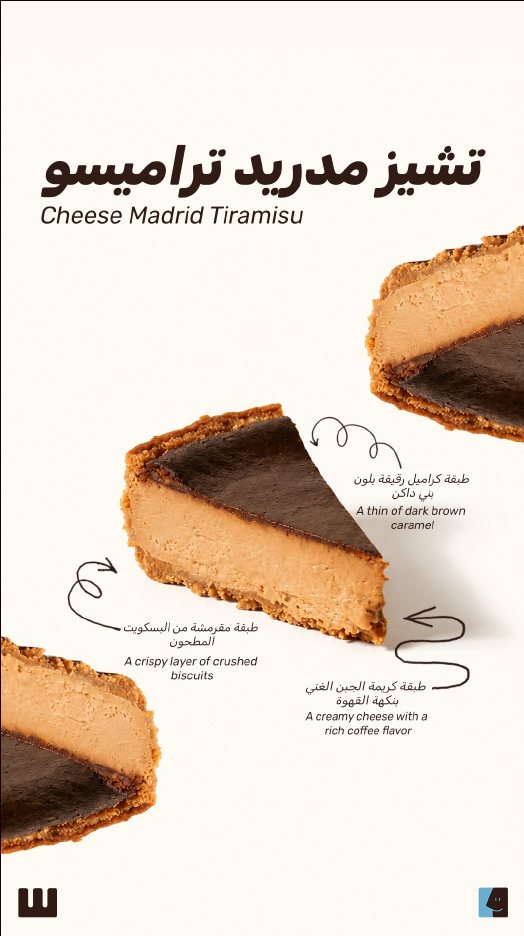 تشيز مدريد تراميسو
Cheese Madrid Tiramisu
طبقة كراميل رقيقة بلون
بني داكن
A thin of dark brown
caramel
طبقة مقرمشة من البسكويت
المطحون
A crispy layer of crushed
biscuits
طبقة كريمة الجبن الغني
بنكهة القهوة
A creamy cheese with a
rich coffee flavor